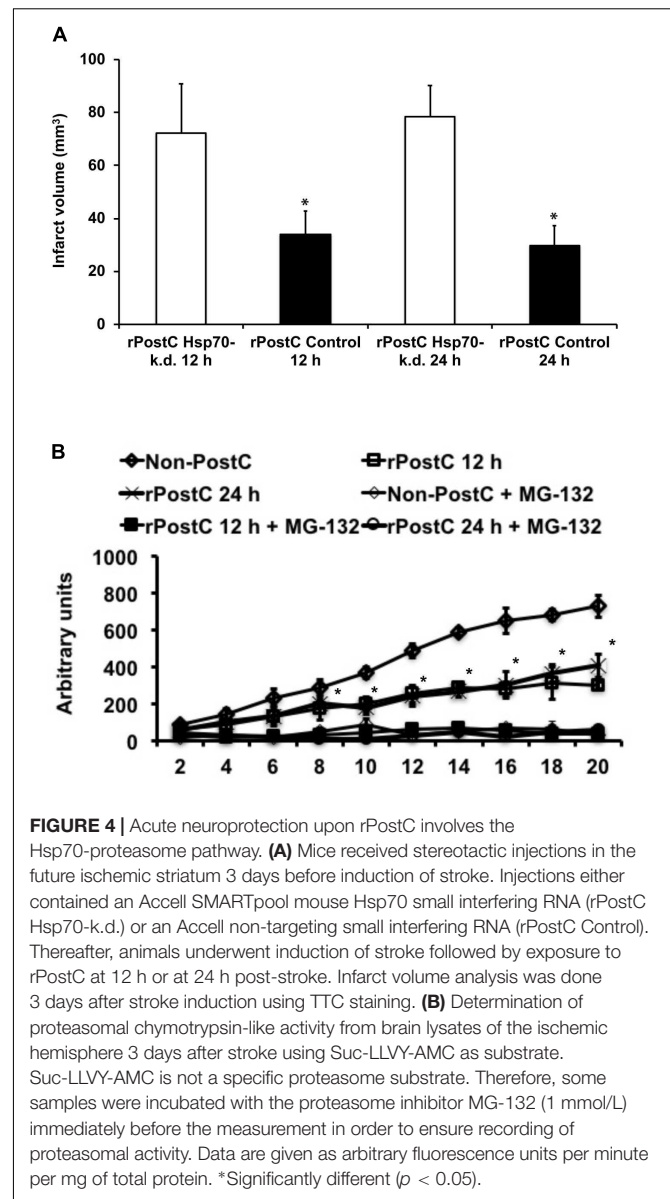 A
100
80
60
40
20
0
Infarct volume (mm³)
*
*
rPostC Hsp70-
k.d. 12 h
rPostC Control
12 h
rPostC Hsp70-
k.d. 24 h
rPostC Control
24 h
B
Non-PostC
rPostC 12 h
rPostC 24 h
Non-PostC + MG-132
rPostC 12 h + MG-132
rPostC 24 h + MG-132
1000
800
600
400
200
0
Arbitrary units
* * * * * * *
2 4 6 8 10 12 14 16 18 20
FIGURE 4 | Acute neuroprotection upon rPostC involves the
Hsp70-proteasome pathway. (A) Mice received stereotactic injections in the
future ischemic striatum 3 days before induction of stroke. Injections either
contained an Accell SMARTpool mouse Hsp70 small interfering RNA (rPostC
Hsp70-k.d.) or an Accell non-targeting small interfering RNA (rPostC Control).
Thereafter, animals underwent induction of stroke followed by exposure to
rPostC at 12 h or at 24 h post-stroke. Infarct volume analysis was done
3 days after stroke induction using TTC staining. (B) Determination of
proteasomal chymotrypsin-like activity from brain lysates of the ischemic
hemisphere 3 days after stroke using Suc-LLVY-AMC as substrate.
Suc-LLVY-AMC is not a specific proteasome substrate. Therefore, some
samples were incubated with the proteasome inhibitor MG-132 (1 mmol/L)
immediately before the measurement in order to ensure recording of
proteasomal activity. Data are given as arbitrary fluorescence units per minute
per mg of total protein. *Significantly different (p < 0.05).